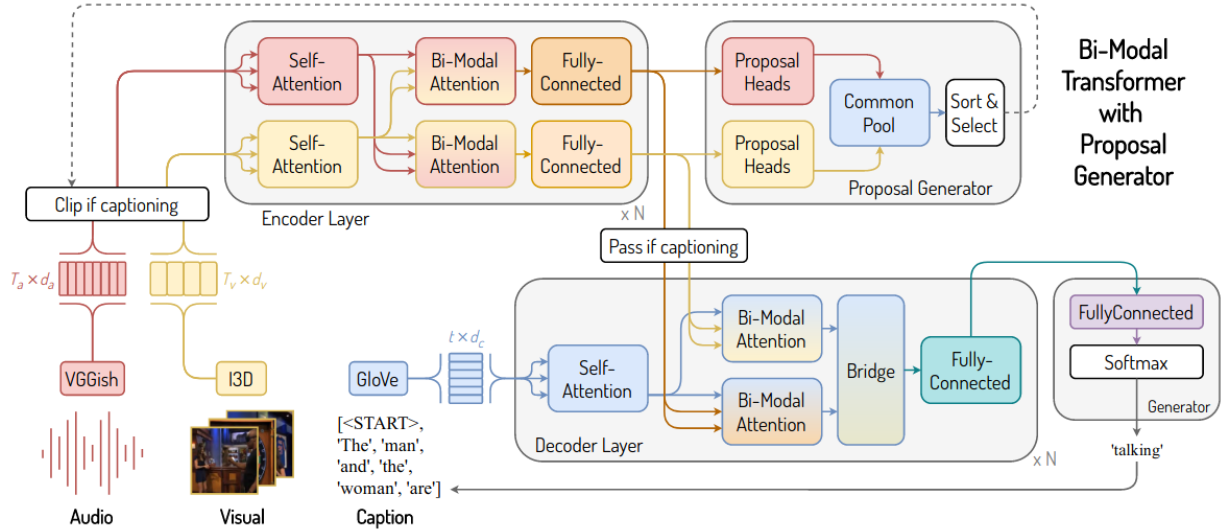 Self-
Attention
Bi-Modal
Attention
Fully-
Connected
Self-
Attention
Bi-Modal
Attention
Fully-
Connected
Encoder Layer
x N
Proposal
Heads
Proposal
Heads
Common
Pool
Sort &
Select
Proposal Generator
Bi-Modal
Transformer
with
Proposal
Generator
Clip if captioning
Pass if captioning
Tₐ × dₐ
Tᵥ × dᵥ
VGGish
I3D
GloVe
t × d_c
Self-
Attention
Bi-Modal
Attention
Bi-Modal
Attention
Bridge
Fully-
Connected
Decoder Layer
x N
FullyConnected
Softmax
Generator
'talking'
[<START>,
'The', 'man',
'and', 'the',
'woman', 'are']
Audio
Visual
Caption